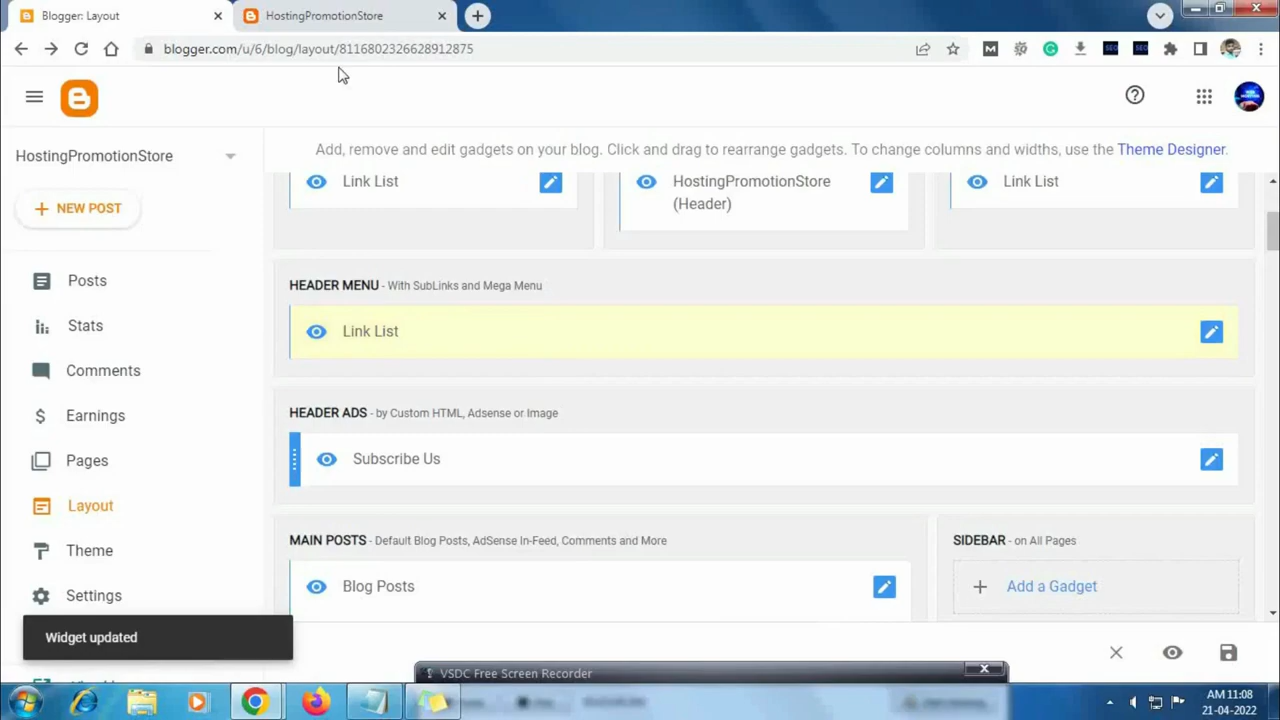 Blogger: Layout
HostingPromotionStore
blogger.com/u/6/blog/layout/8116802326628912875
HostingPromotionStore
NEW POST
Posts
Stats
Comments
Earnings
Pages
Layout
Theme
Settings
Widget updated
Add, remove and edit gadgets on your blog. Click and drag to rearrange gadgets. To change columns and widths, use the Theme Designer.
Link List
HostingPromotionStore
(Header)
Link List
HEADER MENU - With SubLinks and Mega Menu
Link List
HEADER ADS - by Custom HTML, Adsense or Image
Subscribe Us
MAIN POSTS - Default Blog Posts, AdSense In-Feed, Comments and More
Blog Posts
SIDEBAR - on All Pages
Add a Gadget
VSDC Free Screen Recorder
AM 11:08
21-04-2022